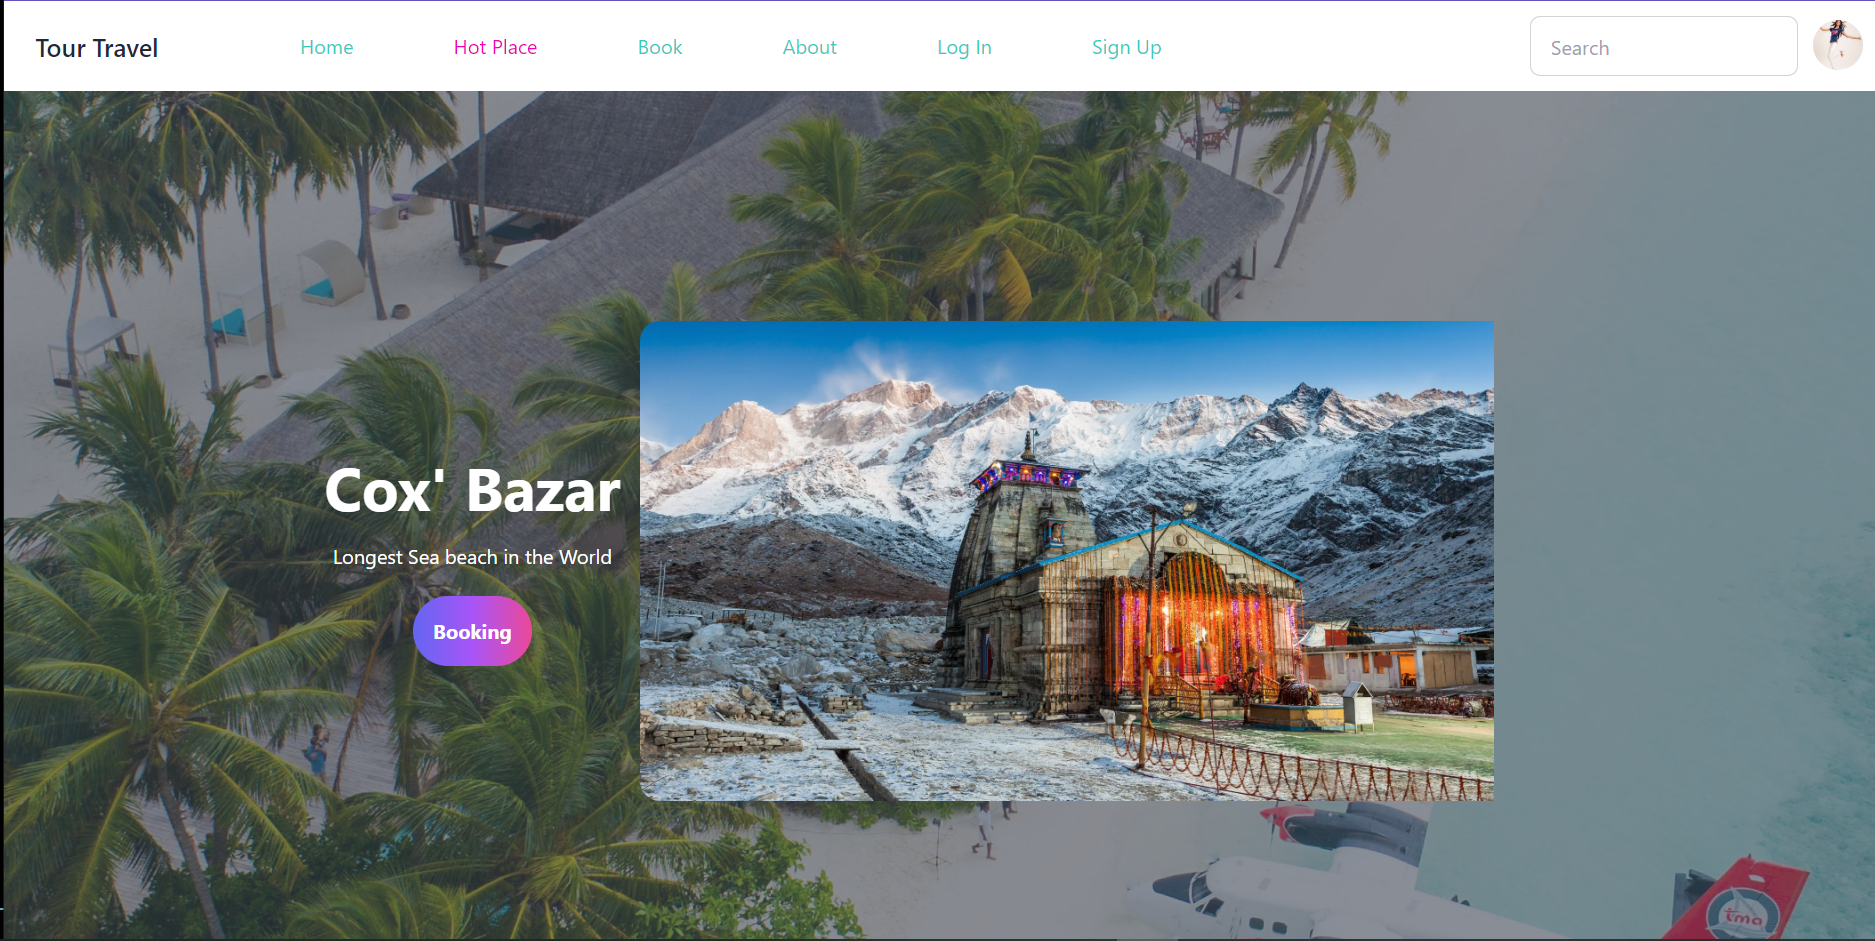 Tour Travel
Home
Hot Place
Book
About
Log In
Sign Up
Search
Cox' Bazar
Longest Sea beach in the World
Booking
tma